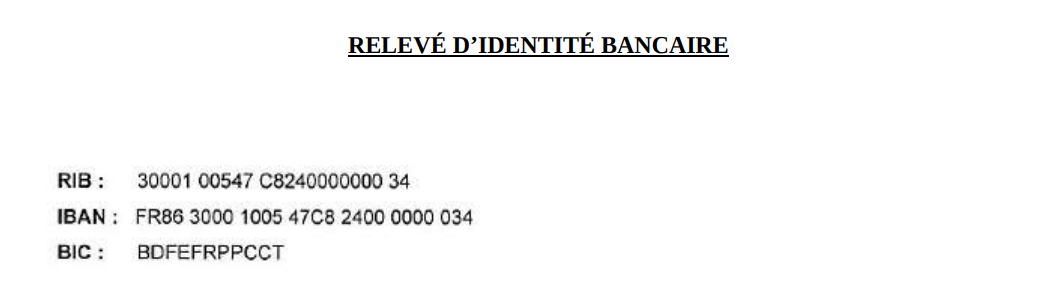 RELEVÉ D’IDENTITÉ BANCAIRE
RIB : 30001 00547 C8240000000 34
IBAN : FR86 3000 1005 47C8 2400 0000 034
BIC : BDFEFRPPCCT